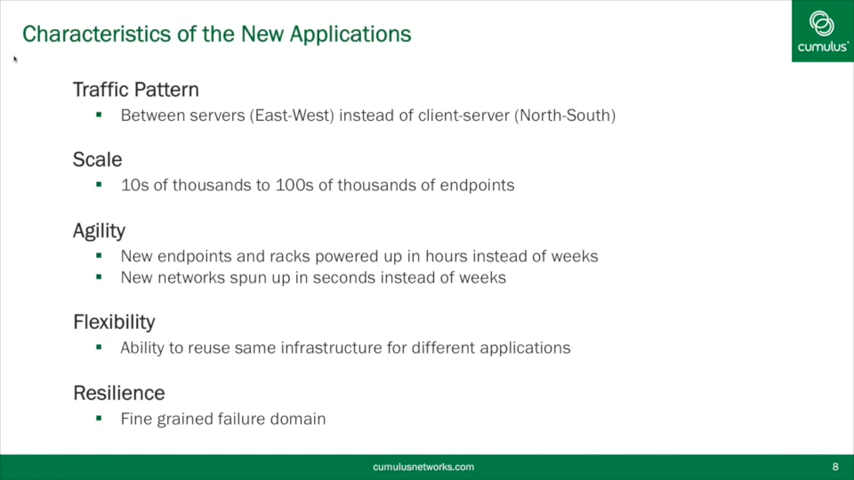 Characteristics of the New Applications
cumulus
Traffic Pattern
Between servers (East-West) instead of client-server (North-South)
Scale
10s of thousands to 100s of thousands of endpoints
Agility
New endpoints and racks powered up in hours instead of weeks
New networks spun up in seconds instead of weeks
Flexibility
Ability to reuse same infrastructure for different applications
Resilience
Fine grained failure domain
cumulusnetworks.com
8